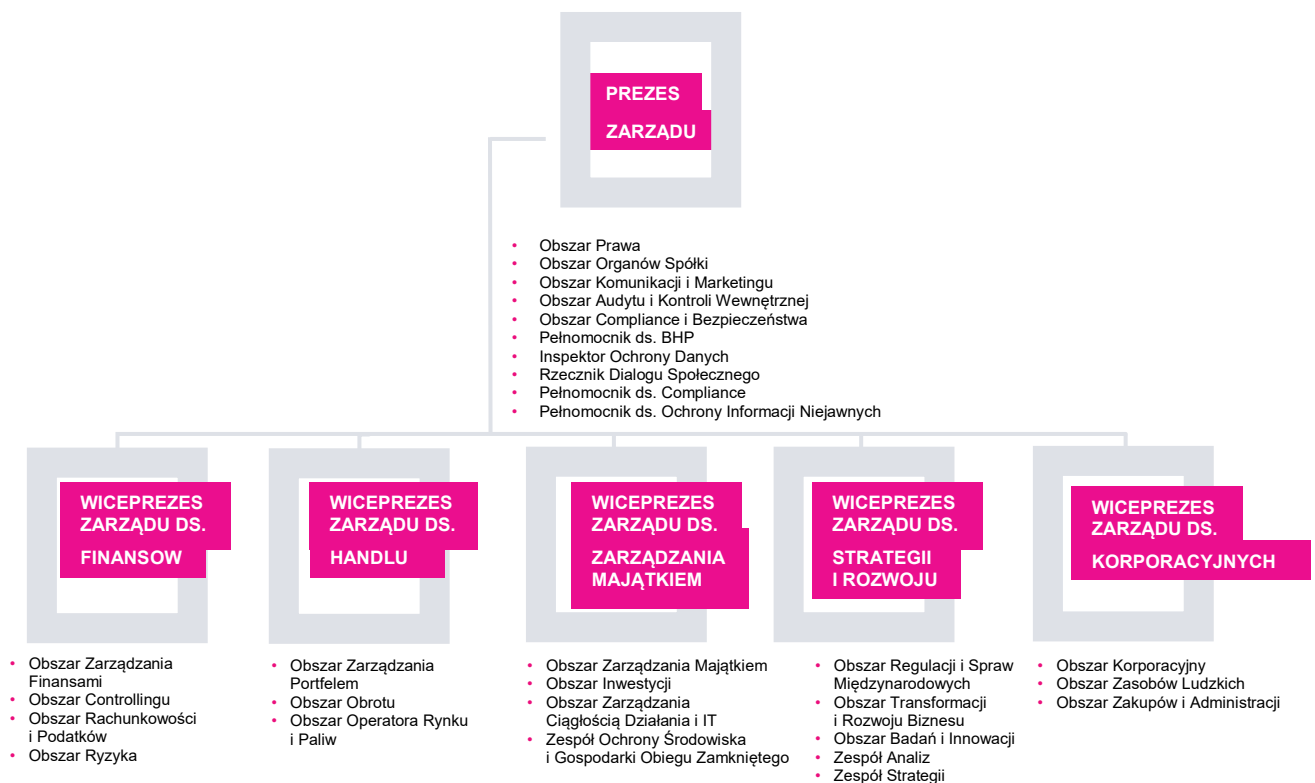 PREZES
ZARZĄDU
• Obszar Prawa
• Obszar Organów Spółki
• Obszar Komunikacji i Marketingu
• Obszar Audytu i Kontroli Wewnętrznej
• Obszar Compliance i Bezpieczeństwa
• Pełnomocnik ds. BHP
• Inspektor Ochrony Danych
• Rzecznik Dialogu Społecznego
• Pełnomocnik ds. Compliance
• Pełnomocnik ds. Ochrony Informacji Niejawnych
WICEPREZES
ZARZĄDU DS.
FINANSOW
• Obszar Zarządzania
Finansami
• Obszar Controllingu
• Obszar Rachunkowości
i Podatków
• Obszar Ryzyka
WICEPREZES
ZARZĄDU DS.
HANDLU
• Obszar Zarządzania
Portfelem
• Obszar Obrotu
• Obszar Operatora Rynku
i Paliw
WICEPREZES
ZARZĄDU DS.
ZARZĄDZANIA
MAJĄTKIEM
• Obszar Zarządzania Majątkiem
• Obszar Inwestycji
• Obszar Zarządzania
Ciągłością Działania i IT
• Zespół Ochrony Środowiska
i Gospodarki Obiegu Zamkniętego
WICEPREZES
ZARZĄDU DS.
STRATEGII
I ROZWOJU
• Obszar Regulacji i Spraw
Międzynarodowych
• Obszar Transformacji
i Rozwoju Biznesu
• Obszar Badań i Innowacji
• Zespół Analiz
• Zespół Strategii
WICEPREZES
ZARZĄDU DS.
KORPORACYJNYCH
• Obszar Korporacyjny
• Obszar Zasobów Ludzkich
• Obszar Zakupów i Administracji